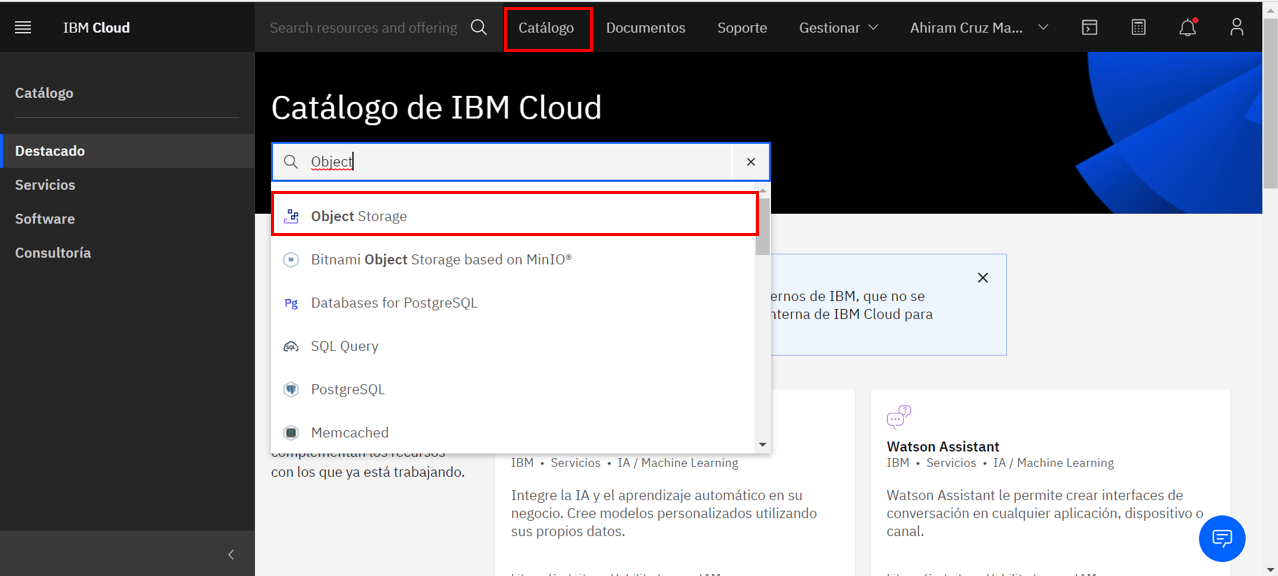 IBM Cloud
Search resources and offering
Catálogo
Documentos
Soporte
Gestionar
Ahiram Cruz Ma...
Catálogo
Destacado
Servicios
Software
Consultoría
Catálogo de IBM Cloud
Object
Object Storage
Bitnami Object Storage based on MinIO®
Pg Databases for PostgreSQL
SQL Query
PostgreSQL
Memcached
ernos de IBM, que no se
nterna de IBM Cloud para
complementan los recursos
con los que ya está trabajando.
IBM • Servicios • IA / Machine Learning
Integre la IA y el aprendizaje automático en su
negocio. Cree modelos personalizados utilizando
sus propios datos.
Watson Assistant
IBM • Servicios • IA / Machine Learning
Watson Assistant le permite crear interfaces de
conversación en cualquier aplicación, dispositivo o
canal.